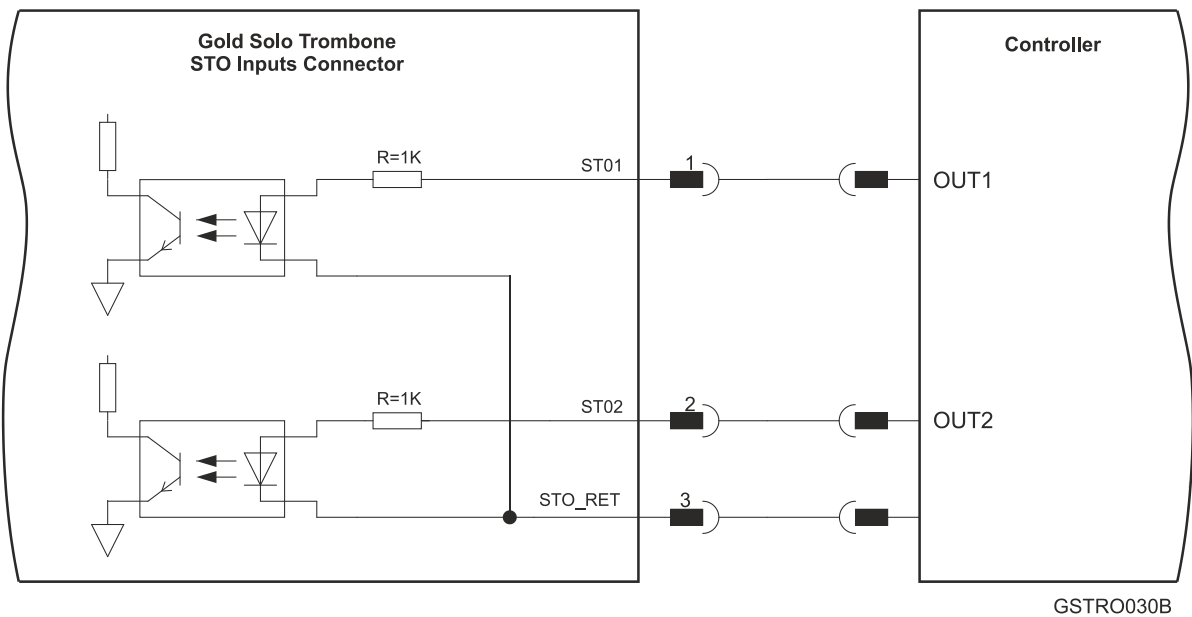 Gold Solo Trombone
STO Inputs Connector
Controller
R=1K
ST01
1
OUT1
R=1K
ST02
2
OUT2
STO_RET
3
GSTRO030B